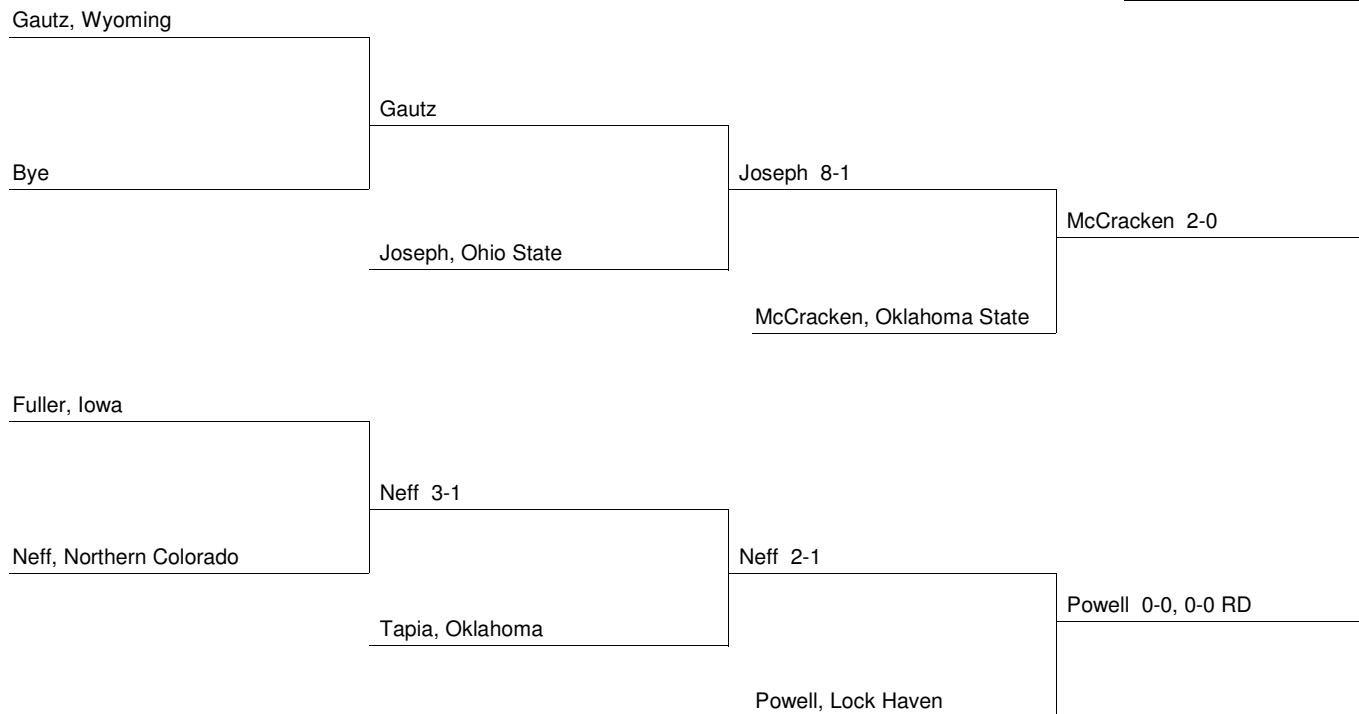 Gautz, Wyoming
Gautz
Bye
Joseph 8-1
McCracken 2-0
Joseph, Ohio State
McCracken, Oklahoma State
Fuller, Iowa
Neff 3-1
Neff, Northern Colorado
Neff 2-1
Powell 0-0, 0-0 RD
Tapia, Oklahoma
Powell, Lock Haven